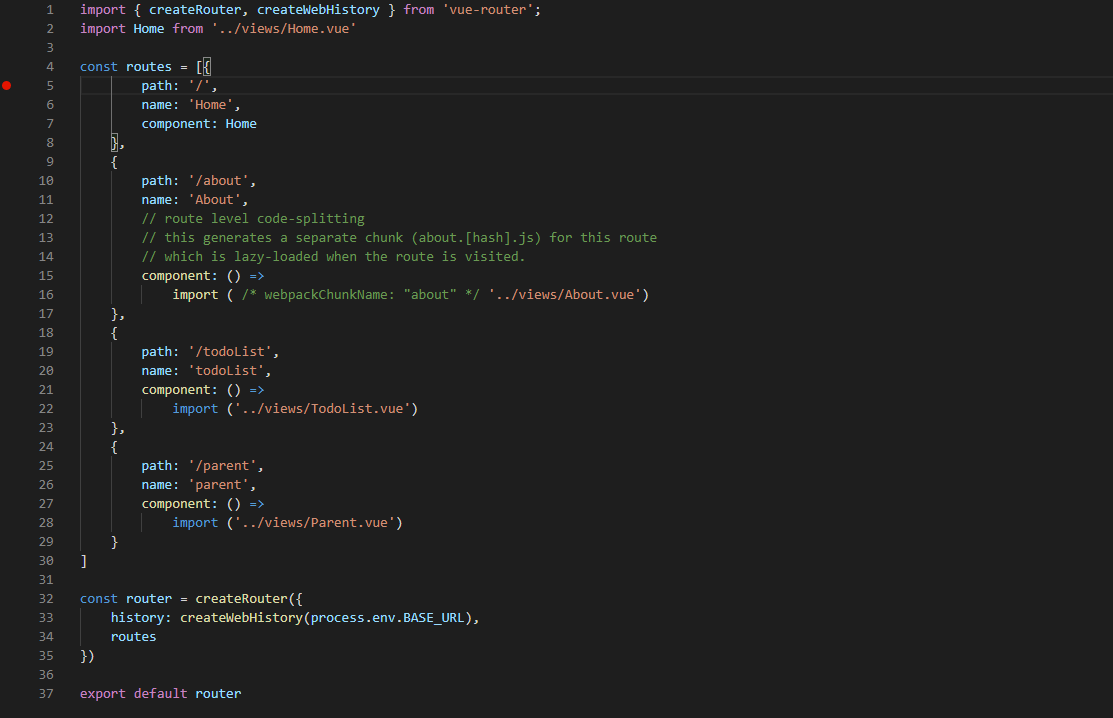 1 import { createRouter, createWebHistory } from 'vue-router';
2 import Home from '../views/Home.vue'
3
4 const routes = [{
5 path: '/',
6 name: 'Home',
7 component: Home
8 },
9 {
10 path: '/about',
11 name: 'About',
12 // route level code-splitting
13 // this generates a separate chunk (about.[hash].js) for this route
14 // which is lazy-loaded when the route is visited.
15 component: () =>
16 import ( /* webpackChunkName: "about" */ '../views/About.vue')
17 },
18 {
19 path: '/todoList',
20 name: 'todoList',
21 component: () =>
22 import ('../views/TodoList.vue')
23 },
24 {
25 path: '/parent',
26 name: 'parent',
27 component: () =>
28 import ('../views/Parent.vue')
29 }
30 ]
31
32 const router = createRouter({
33 history: createWebHistory(process.env.BASE_URL),
34 routes
35 })
36
37 export default router